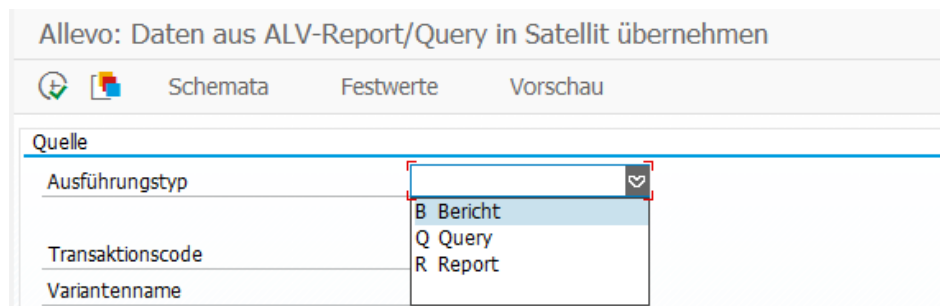 Allevo: Daten aus ALV-Report/Query in Satellit übernehmen
Schemata Festwerte Vorschau
Quelle
Ausführungstyp
B Bericht
Q Query
R Report
Transaktionscode
Variantenname